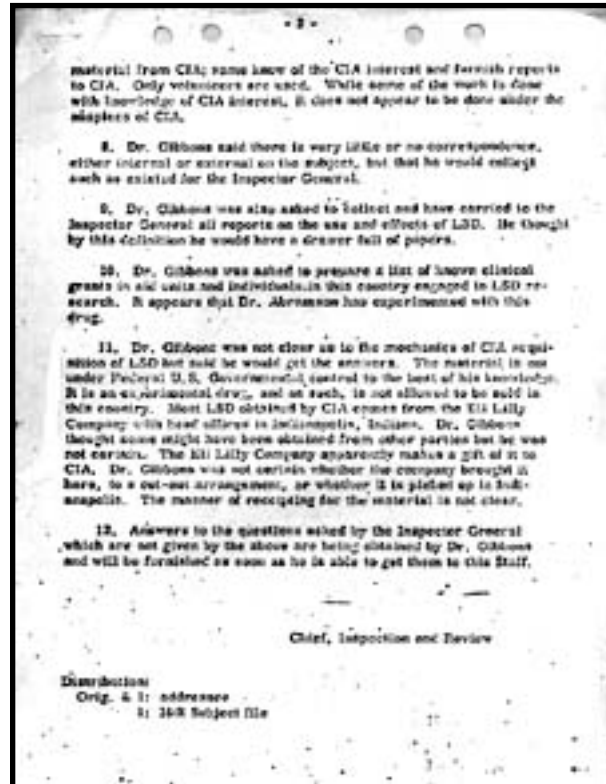 - 2 -
material from CIA; some know of the CIA interest and furnish reports
to CIA. Only volunteers are used. While some of the work is done
with knowledge of CIA interest, it does not appear to be done under the
auspices of CIA.
8. Dr. Gibbons said there is very little or no correspondence,
either internal or external on the subject, but that he would collect
such as existed for the Inspector General.
9. Dr. Gibbons was also asked to collect and have carried to the
Inspector General all reports on the use and effects of LSD. He thought
by this definition he would have a drawer full of papers.
10. Dr. Gibbons was asked to prepare a list of known clinical
grants in aid units and individuals in this country engaged in LSD re-
search. It appears that Dr. Abramson has experimented with this
drug.
11. Dr. Gibbons was not clear as to the mechanics of CIA acqui-
sition of LSD but said he would get the answers. The material is not
under Federal U.S. Governmental control to the best of his knowledge.
It is an experimental drug, and as such, is not allowed to be sold in
this country. Most LSD obtained by CIA comes from the Eli Lilly
Company with head offices in Indianapolis, Indiana. Dr. Gibbons
thought some might have been obtained from other parties but he was
not certain. The Eli Lilly Company apparently makes a gift of it to
CIA. Dr. Gibbons was not certain whether the company brought it
here, to a cut-out arrangement, or whether it is picked up in Indi-
anapolis. The manner of receipting for the material is not clear.
12. Answers to the questions asked by the Inspector General
which are not given by the above are being obtained by Dr. Gibbons
and will be furnished as soon as he is able to get them to this Staff.
Chief, Inspection and Review
Distribution:
Orig. & 1: addressee
1: I&R Subject file